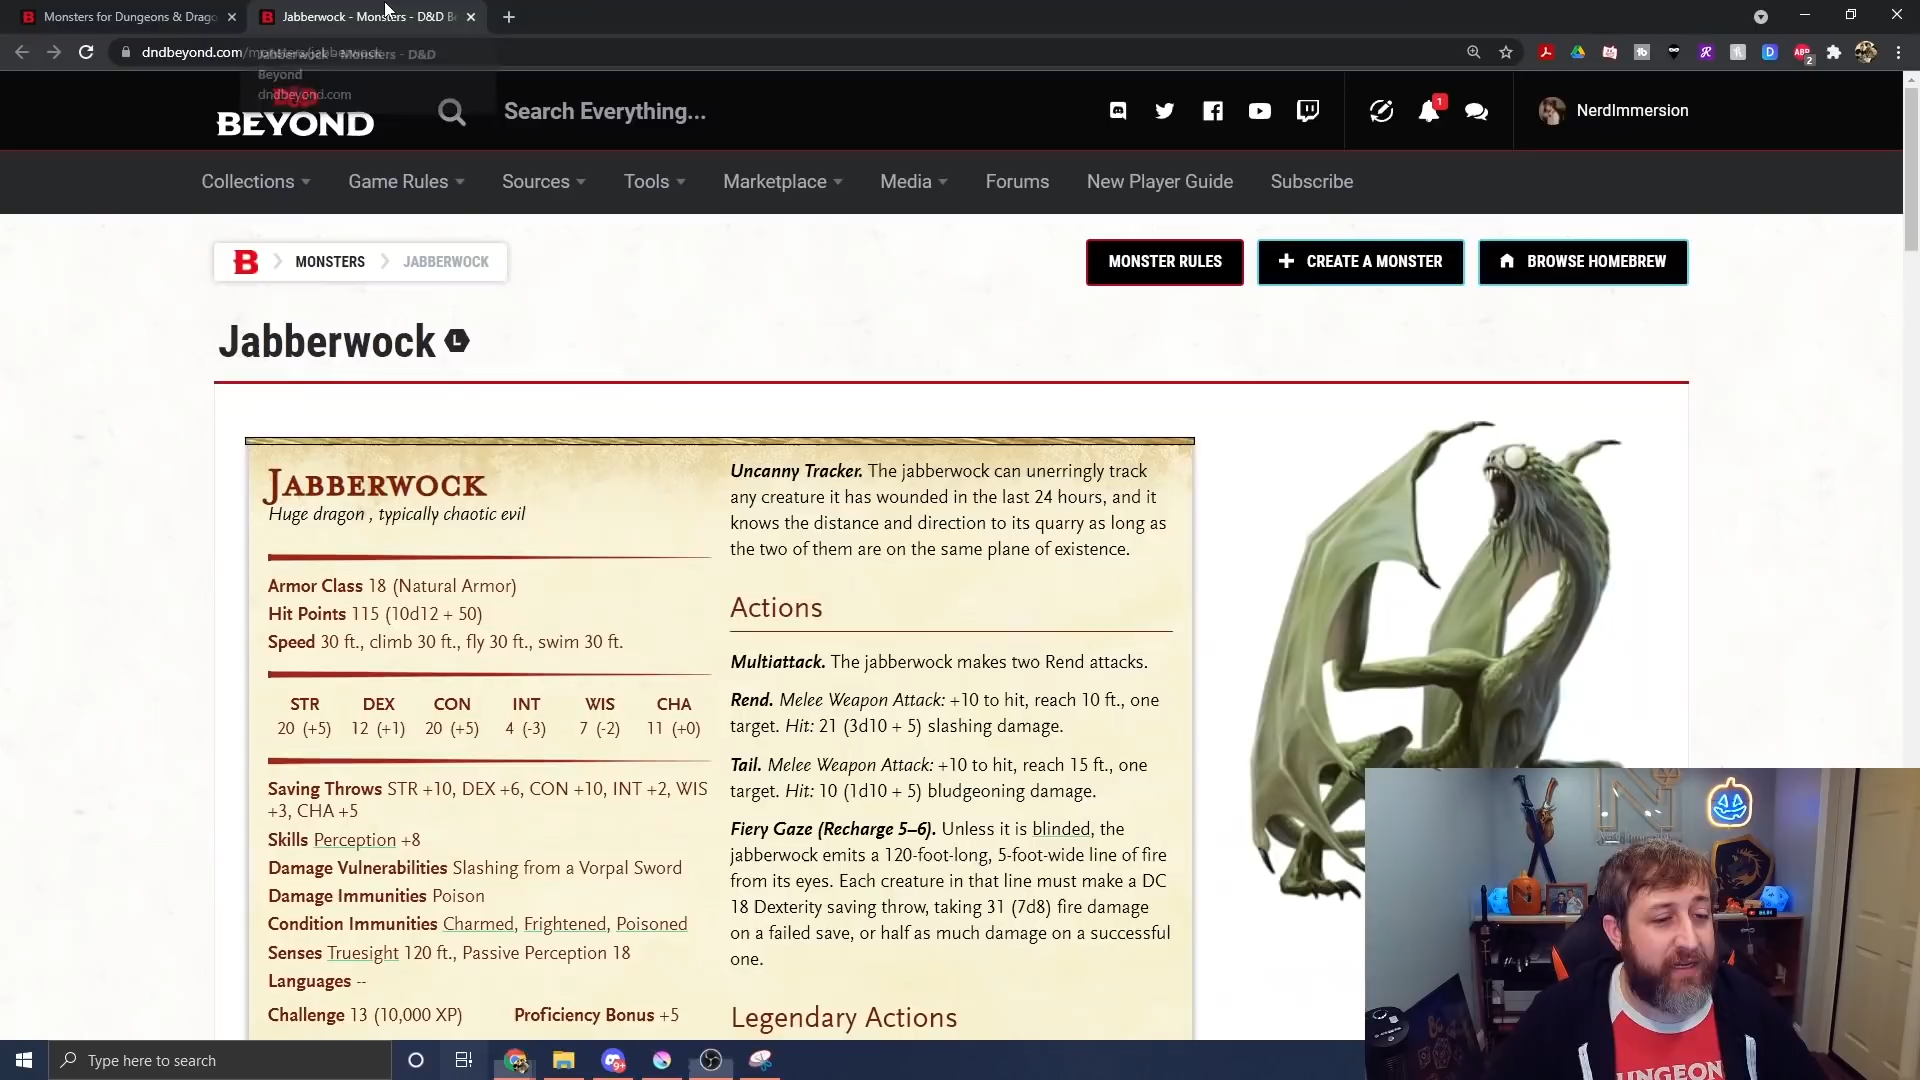 Monsters for Dungeons & Drago
Jabberwock - Monsters - D&D B
dndbeyond.com/monsters/jabberwock
Jabberwock - Monsters - D&D
Beyond
dndbeyond.com
BEYOND
Search Everything...
1
NerdImmersion
Collections
Game Rules
Sources
Tools
Marketplace
Media
Forums
New Player Guide
Subscribe
B
MONSTERS
JABBERWOCK
MONSTER RULES
CREATE A MONSTER
BROWSE HOMEBREW
Jabberwock L
JABBERWOCK
Huge dragon , typically chaotic evil
Armor Class 18 (Natural Armor)
Hit Points 115 (10d12 + 50)
Speed 30 ft., climb 30 ft., fly 30 ft., swim 30 ft.
STR DEX CON INT WIS CHA
20 (+5) 12 (+1) 20 (+5) 4 (-3) 7 (-2) 11 (+0)
Saving Throws STR +10, DEX +6, CON +10, INT +2, WIS
+3, CHA +5
Skills Perception +8
Damage Vulnerabilities Slashing from a Vorpal Sword
Damage Immunities Poison
Condition Immunities Charmed, Frightened, Poisoned
Senses Truesight 120 ft., Passive Perception 18
Languages --
Challenge 13 (10,000 XP) Proficiency Bonus +5
Uncanny Tracker. The jabberwock can unerringly track
any creature it has wounded in the last 24 hours, and it
knows the distance and direction to its quarry as long as
the two of them are on the same plane of existence.
Actions
Multiattack. The jabberwock makes two Rend attacks.
Rend. Melee Weapon Attack: +10 to hit, reach 10 ft., one
target. Hit: 21 (3d10 + 5) slashing damage.
Tail. Melee Weapon Attack: +10 to hit, reach 15 ft., one
target. Hit: 10 (1d10 + 5) bludgeoning damage.
Fiery Gaze (Recharge 5–6). Unless it is blinded, the
jabberwock emits a 120-foot-long, 5-foot-wide line of fire
from its eyes. Each creature in that line must make a DC
18 Dexterity saving throw, taking 31 (7d8) fire damage
on a failed save, or half as much damage on a successful
one.
Legendary Actions
Type here to search